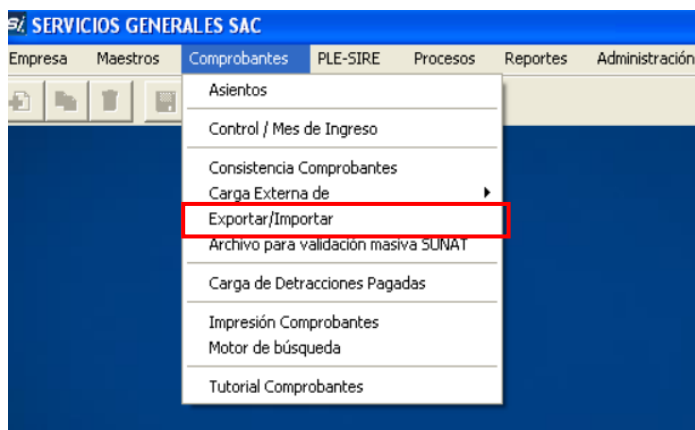 SI SERVICIOS GENERALES SAC
Empresa Maestros Comprobantes PLE-SIRE Procesos Reportes Administración
Asientos
Control / Mes de Ingreso
Consistencia Comprobantes
Carga Externa de
Exportar/Importar
Archivo para validación masiva SUNAT
Carga de Detracciones Pagadas
Impresión Comprobantes
Motor de búsqueda
Tutorial Comprobantes